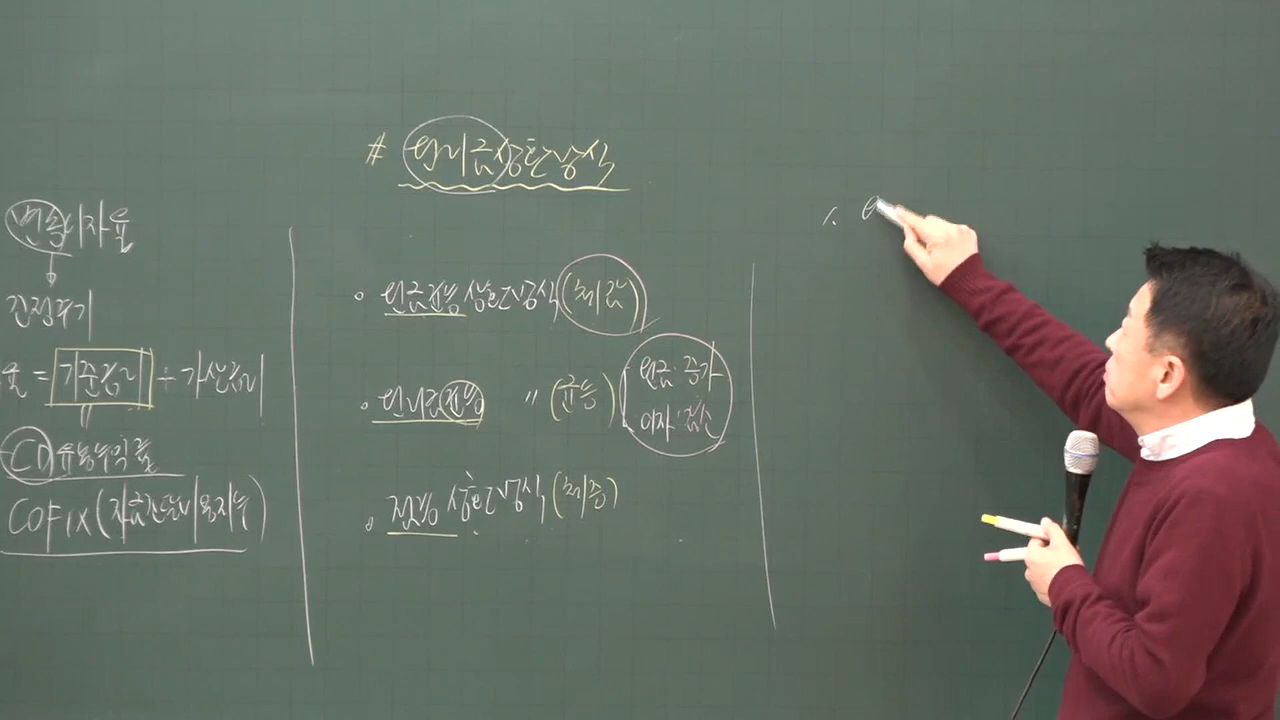 변동이자율
진정주기
율 = 기준금리 + 가산금리
CD 유통수익률
COFIX (자금조달비용지수)
# 원리금상환방식
• 원금균등상환방식 (체감)
• 원리금균등 〃 (균등) [원금: 증가
이자: 감소
• 점증상환방식 (체증)
1.